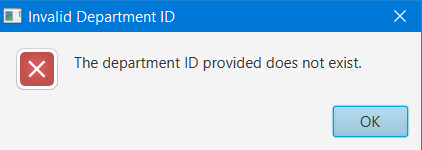 Invalid Department ID
The department ID provided does not exist.
OK